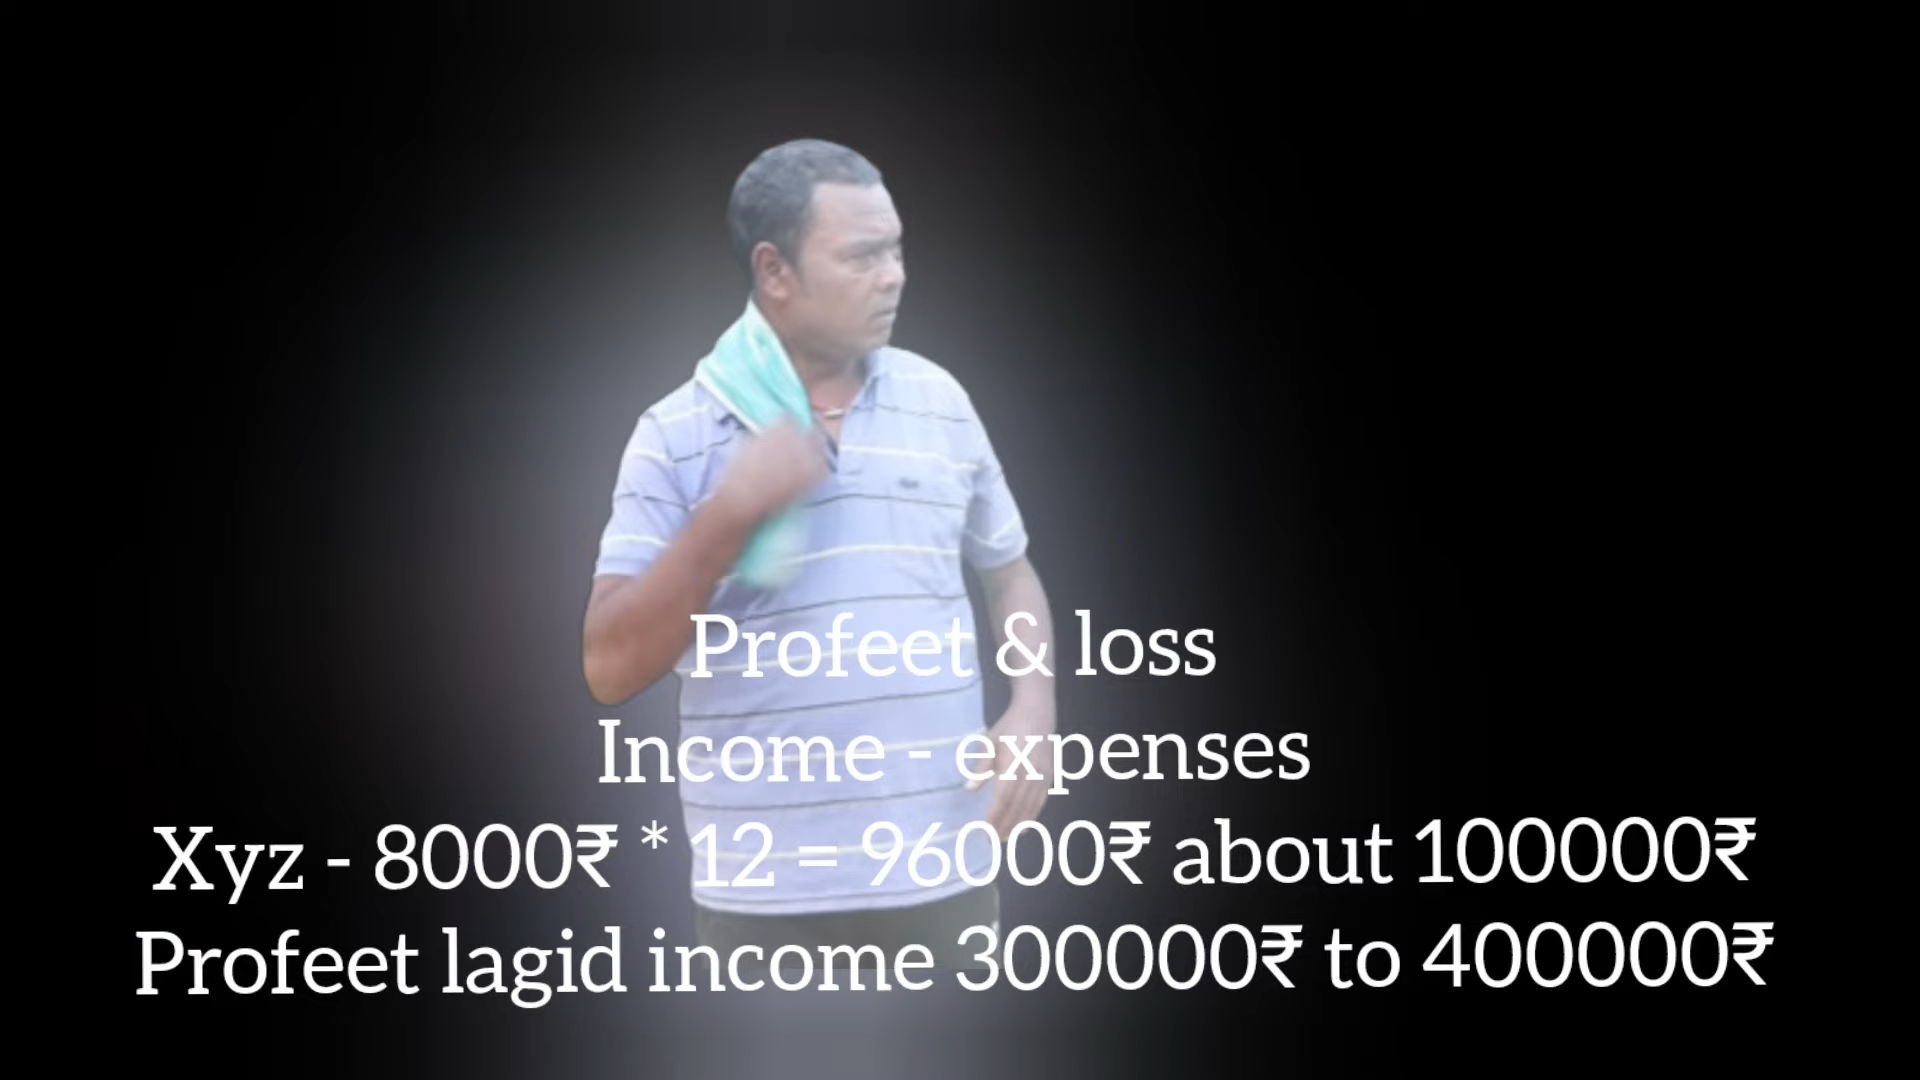 Profeet & loss
Income - expenses
Xyz - 8000₹ * 12 = 96000₹ about 100000₹
Profeet lagid income 300000₹ to 400000₹